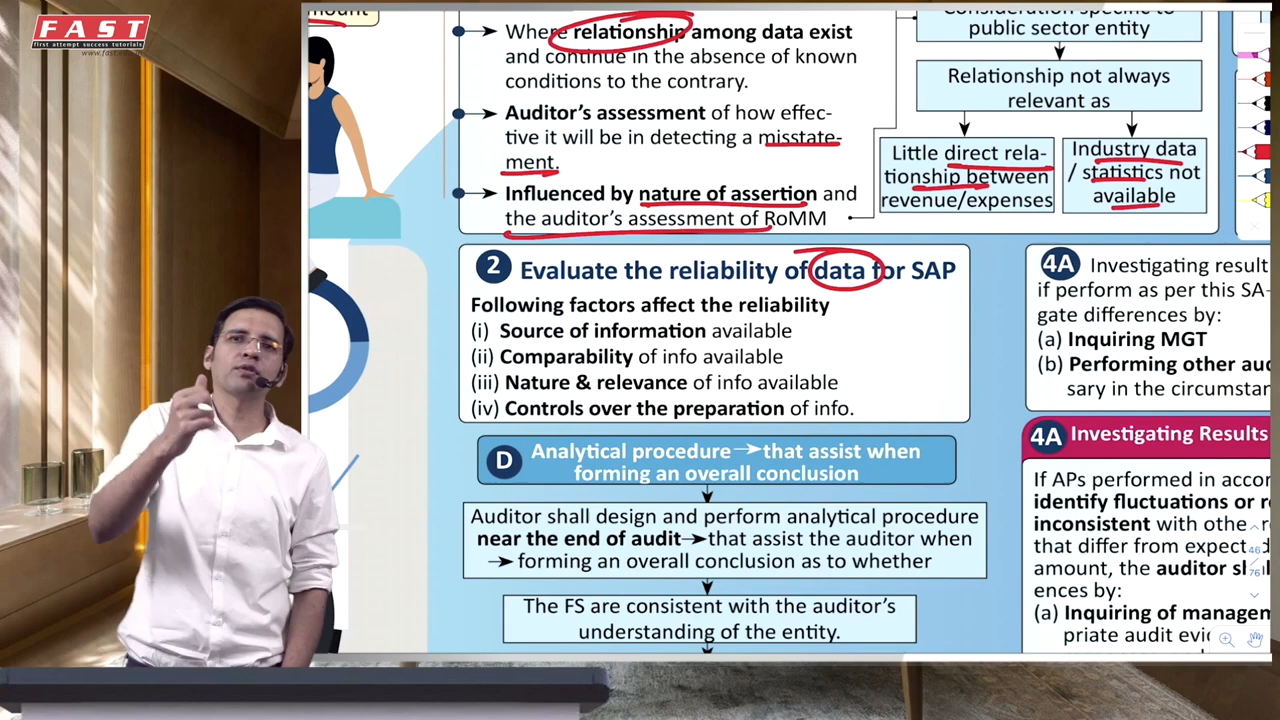 FAST
first attempt success tutorials
mount
Where relationship among data exist
and continue in the absence of known
conditions to the contrary.
Auditor's assessment of how effec-
tive it will be in detecting a misstate-
ment.
Influenced by nature of assertion and
the auditor's assessment of RoMM
Consideration specific to
public sector entity
Relationship not always
relevant as
Little direct rela-
tionship between
revenue/expenses
Industry data
/ statistics not
available
2 Evaluate the reliability of data for SAP
Following factors affect the reliability
(i) Source of information available
(ii) Comparability of info available
(iii) Nature & relevance of info available
(iv) Controls over the preparation of info.
D Analytical procedure → that assist when
forming an overall conclusion
Auditor shall design and perform analytical procedure
near the end of audit → that assist the auditor when
→ forming an overall conclusion as to whether
The FS are consistent with the auditor's
understanding of the entity.
4A Investigating result
if perform as per this SA-
gate differences by:
(a) Inquiring MGT
(b) Performing other aud
sary in the circumstan
4A Investigating Results
If APs performed in accor
identify fluctuations or re
inconsistent with othe
that differ from expect
amount, the auditor
ences by:
(a) Inquiring of managem
priate audit evid
46
76